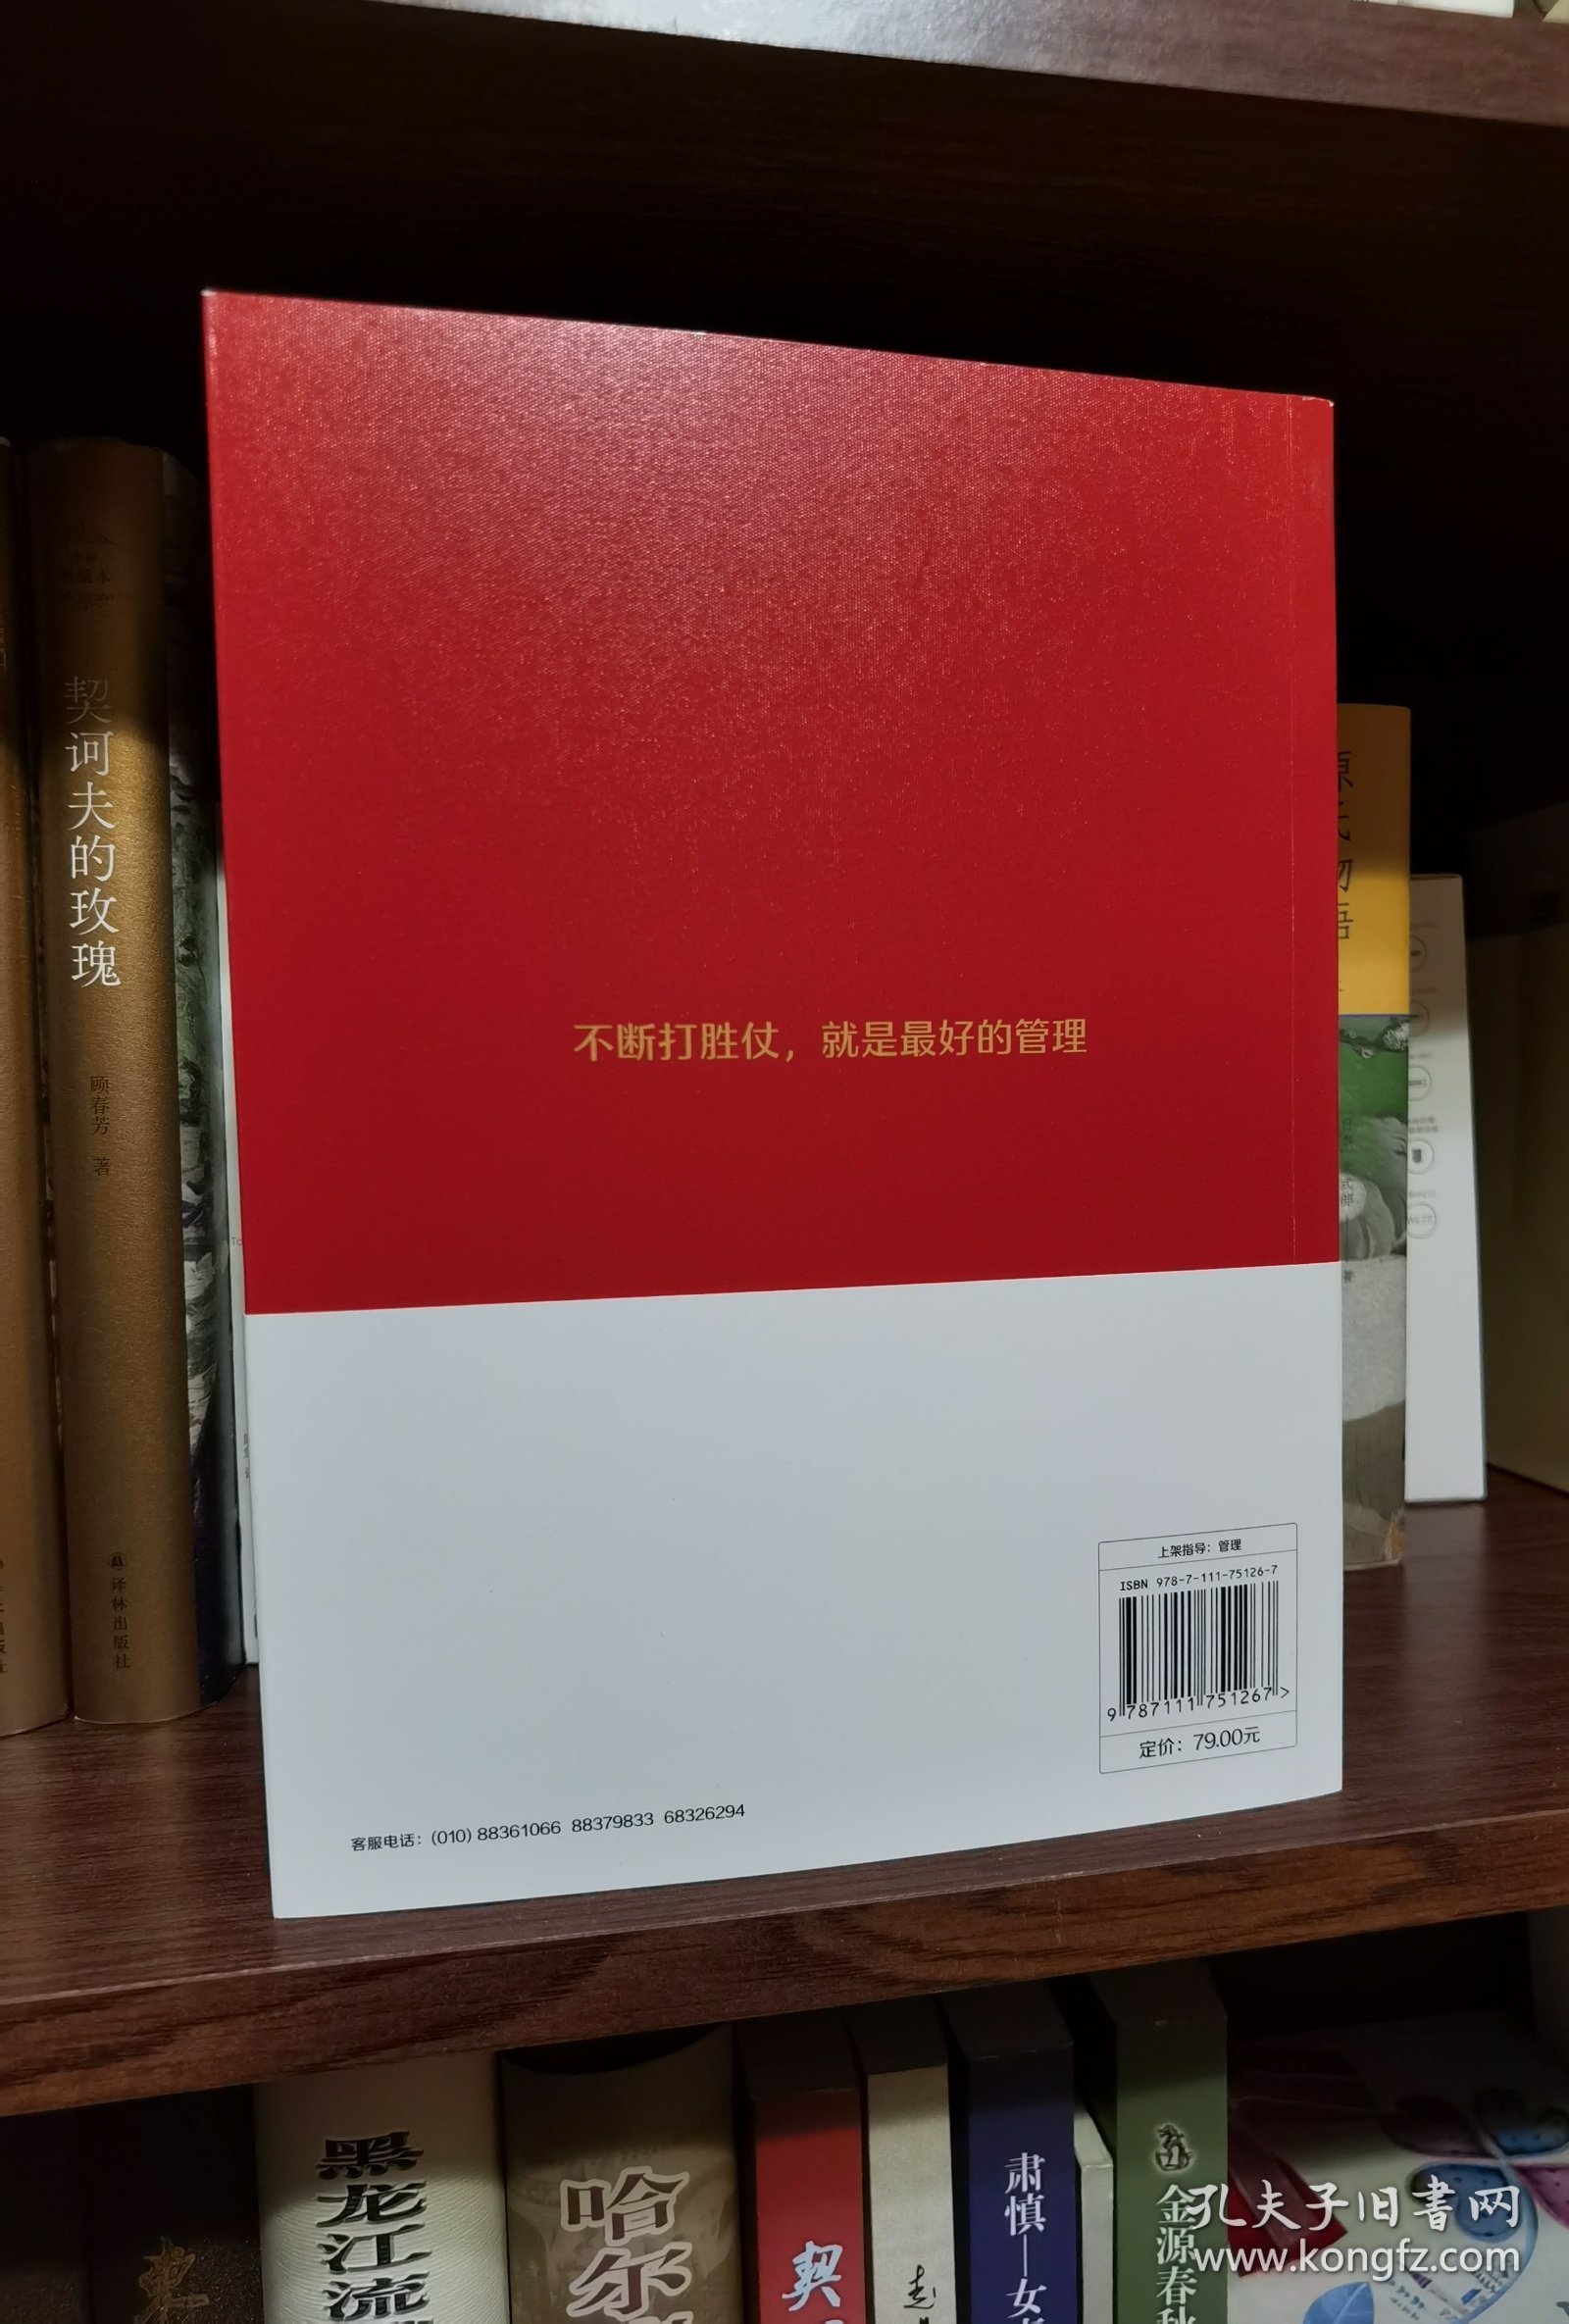 不断打胜仗，就是最好的管理
上架指导：管理
ISBN 978-7-111-75126-7
9 787111 751267 >
定价：79.00元
客服电话：(010) 88361066 88379833 68326294
契诃夫的玫瑰
顾春芳 著
译林出版社
黑龙江流
哈尔
契
肃慎—女
金源春秋
孔夫子旧書网
www.kongfz.com